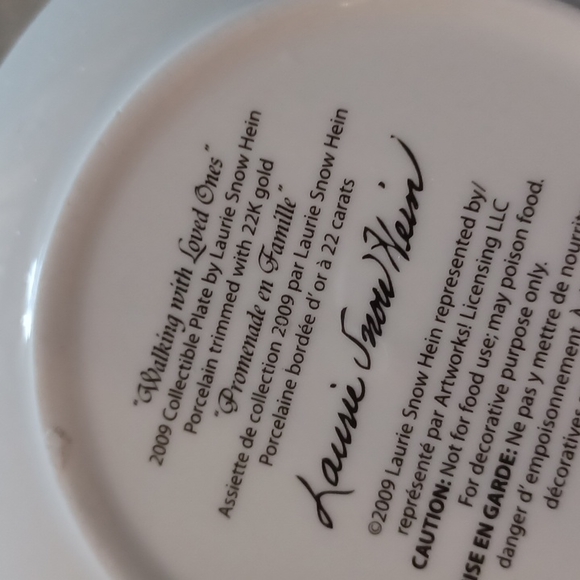 "Walking with Loved Ones"
2009 Collectible Plate by Laurie Snow Hein
Porcelain trimmed with 22K gold
"Promenade en Famille"
Assiette de collection 2009 par Laurie Snow Hein
Porcelaine bordée d'or à 22 carats
Laurie Snow Hein
©2009 Laurie Snow Hein represented by/
représenté par Artworks! Licensing LLC
CAUTION: Not for food use; may poison food.
For decorative purpose only.
ISE EN GARDE: Ne pas y mettre de nourrit
danger d'empoisonnement. À
décorative